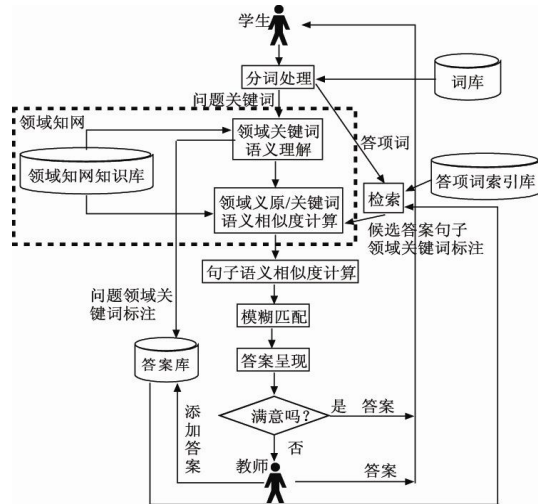 学生
分词处理
词库
问题关键词
领域知网
领域关键词
语义理解
答项词
领域知网知识库
答项词索引库
检索
领域义原/关键词
语义相似度计算
候选答案句子
领域关键词标注
句子语义相似度计算
问题领域关
键词标注
模糊匹配
答案库
答案呈现
满意吗?
是 答案
添加答案
否
教师
答案